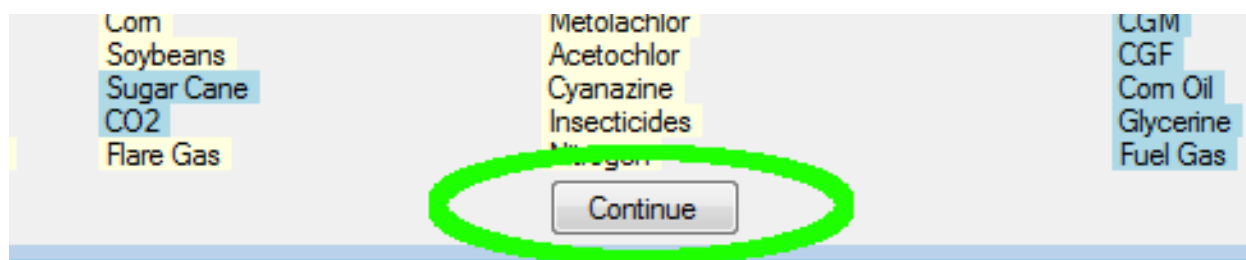 Corn
Soybeans
Sugar Cane
CO2
Flare Gas
Metolachlor
Acetochlor
Cyanazine
Insecticides
Nitrogen
Continue
CGM
CGF
Corn Oil
Glycerine
Fuel Gas